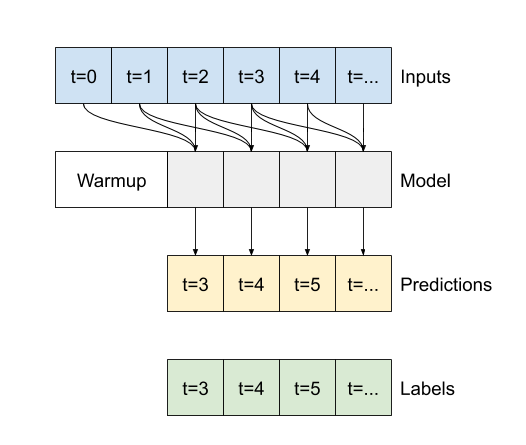 t=0 t=1 t=2 t=3 t=4 t=... Inputs
Warmup Model
t=3 t=4 t=5 t=... Predictions
t=3 t=4 t=5 t=... Labels